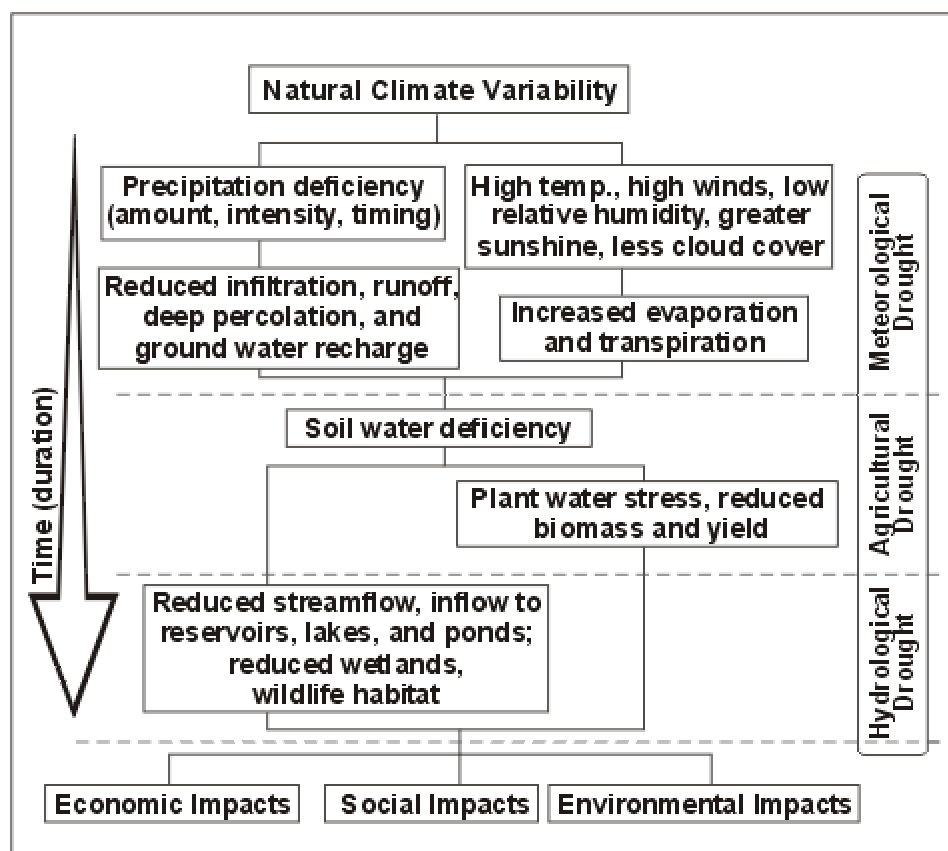 Natural Climate Variability
Precipitation deficiency
(amount, intensity, timing)
High temp., high winds, low
relative humidity, greater
sunshine, less cloud cover
Reduced infiltration, runoff,
deep percolation, and
ground water recharge
Increased evaporation
and transpiration
Meteorological
Drought
Time (duration)
Soil water deficiency
Plant water stress, reduced
biomass and yield
Agricultural
Drought
Reduced streamflow, inflow to
reservoirs, lakes, and ponds;
reduced wetlands,
wildlife habitat
Hydrological
Drought
Economic Impacts
Social Impacts
Environmental Impacts